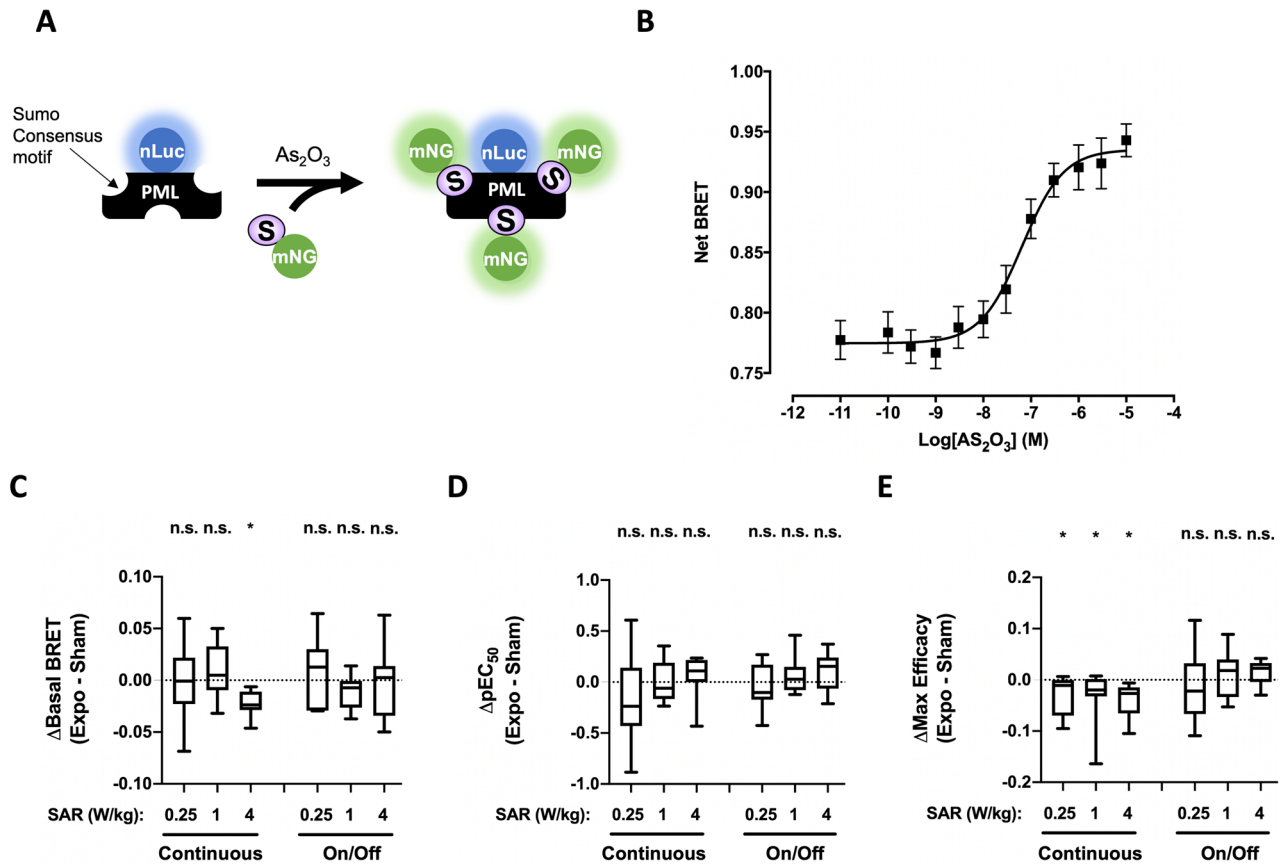 A
Sumo
Consensus
motif
nLuc
PML
As2O3
S
mNG
mNG
nLuc
mNG
S
PML
S
S
mNG
B
Net BRET
1.00
0.95
0.90
0.85
0.80
0.75
-12 -11 -10 -9 -8 -7 -6 -5 -4
Log[AS2O3] (M)
C
n.s. n.s. * n.s. n.s. n.s.
ΔBasal BRET
(Expo - Sham)
0.10
0.05
0.00
-0.05
-0.10
SAR (W/kg): 0.25 1 4 0.25 1 4
Continuous On/Off
D
n.s. n.s. n.s. n.s. n.s. n.s.
ΔpEC50
(Expo - Sham)
1.0
0.5
0.0
-0.5
-1.0
SAR (W/kg): 0.25 1 4 0.25 1 4
Continuous On/Off
E
* * * n.s. n.s. n.s.
ΔMax Efficacy
(Expo - Sham)
0.2
0.1
0.0
-0.1
-0.2
SAR (W/kg): 0.25 1 4 0.25 1 4
Continuous On/Off